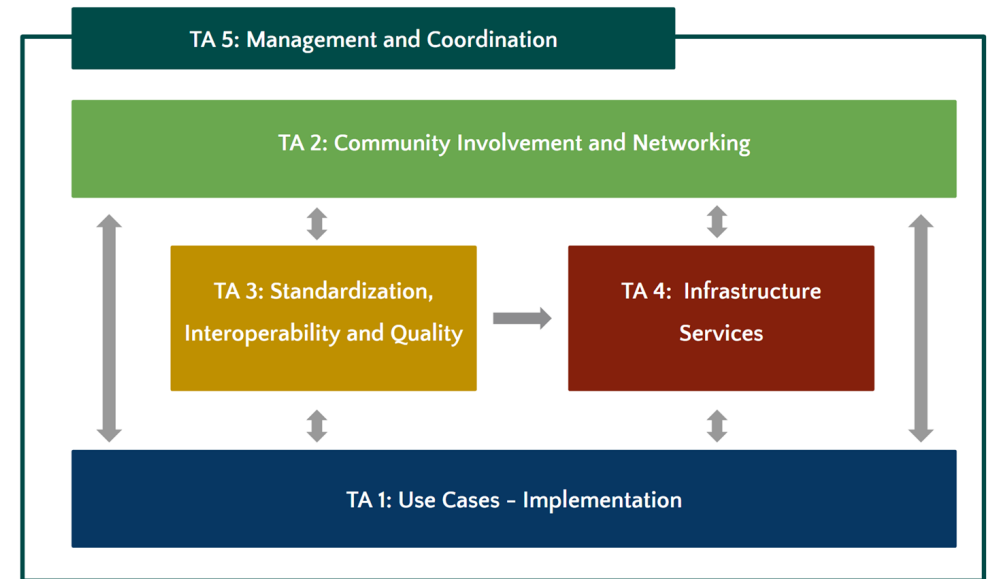 TA 5: Management and Coordination
TA 2: Community Involvement and Networking
TA 3: Standardization,
Interoperability and Quality
TA 4: Infrastructure
Services
TA 1: Use Cases - Implementation